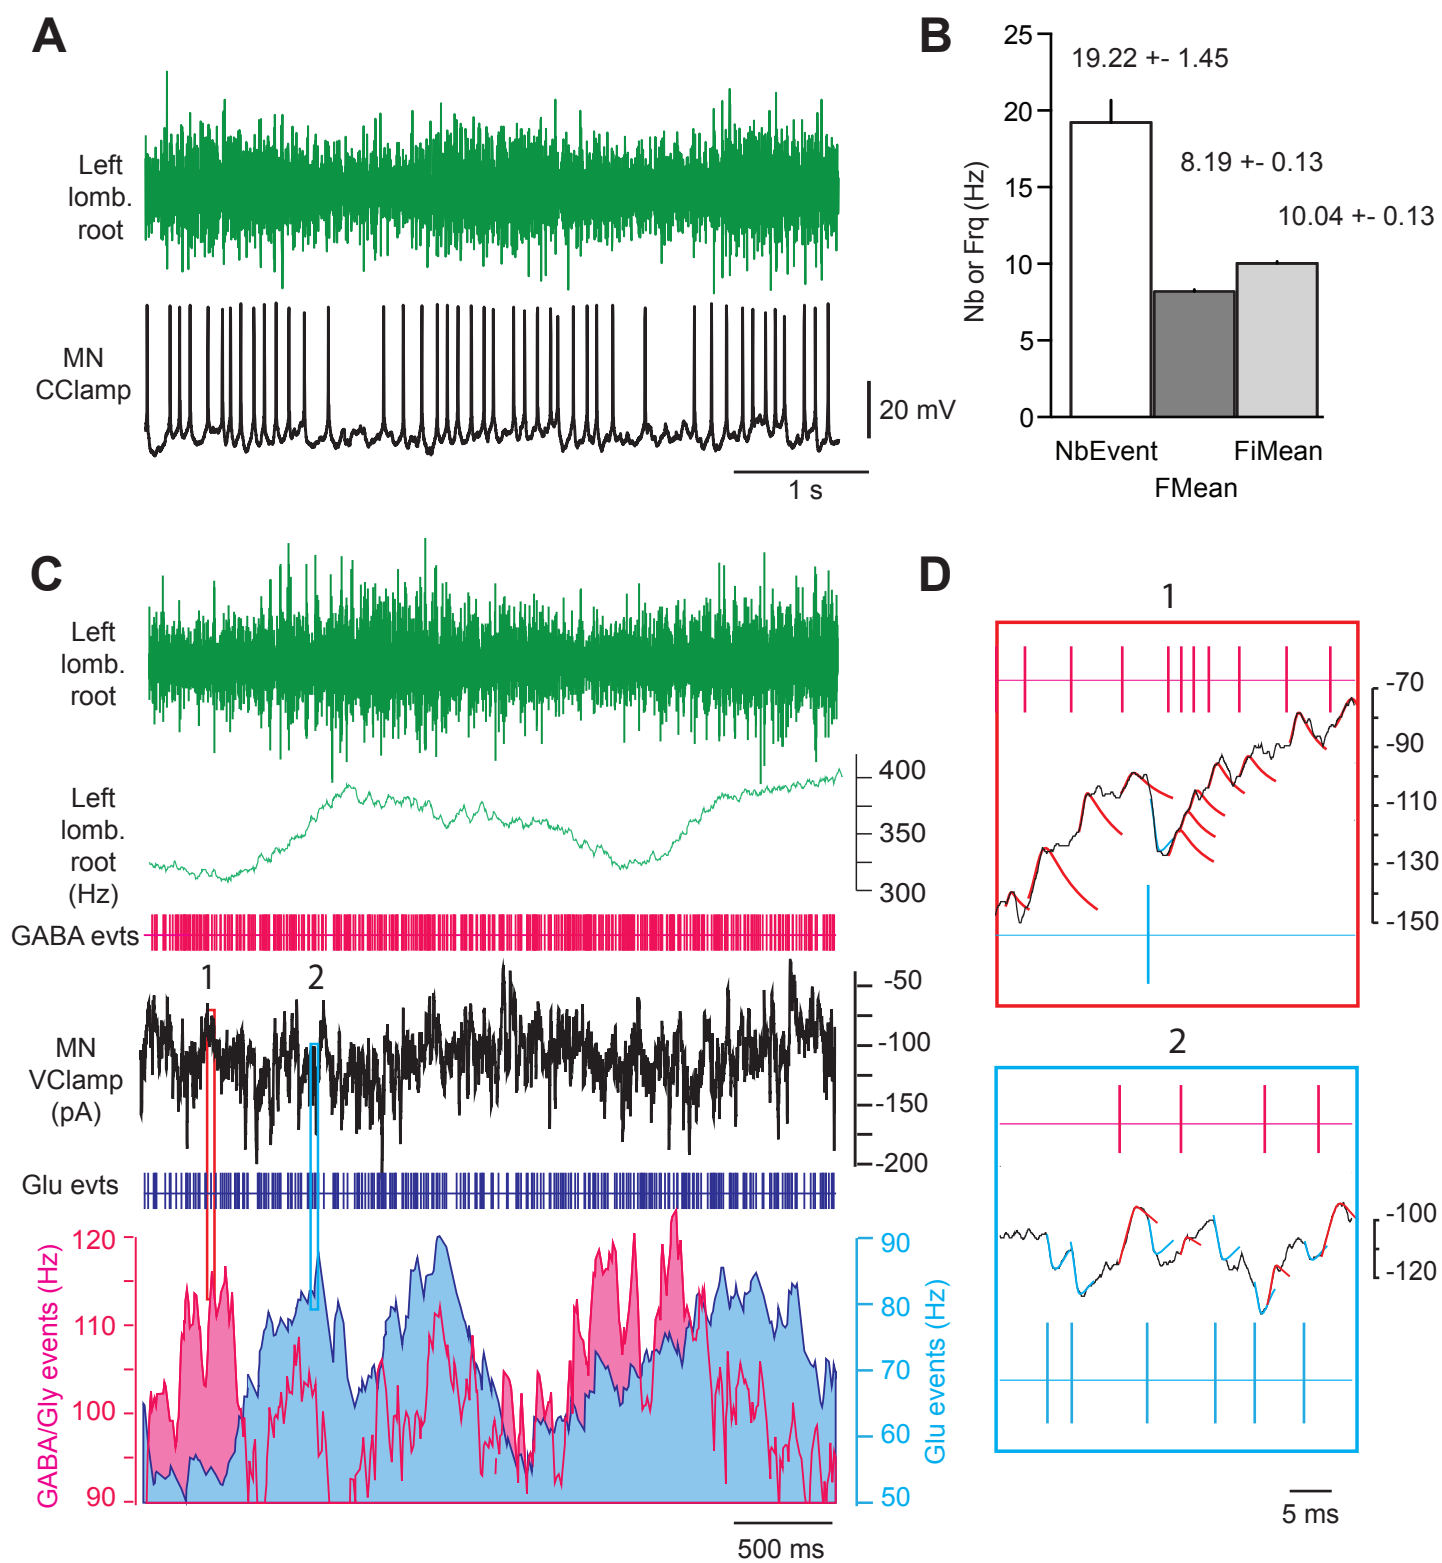 A
Left
lomb.
root
MN
CClamp
20 mV
1 s
B
25
20
15
10
5
0
Nb or Frq (Hz)
19.22 +- 1.45
8.19 +- 0.13
10.04 +- 0.13
NbEvent
FiMean
FMean
C
Left
lomb.
root
Left
lomb.
root
(Hz)
400
350
300
GABA evts
1
2
MN
VClamp
(pA)
-50
-100
-150
-200
Glu evts
GABA/Gly events (Hz)
120
110
100
90
90
80
70
60
50
Glu events (Hz)
500 ms
D
1
-70
-90
-110
-130
-150
2
-100
-120
5 ms